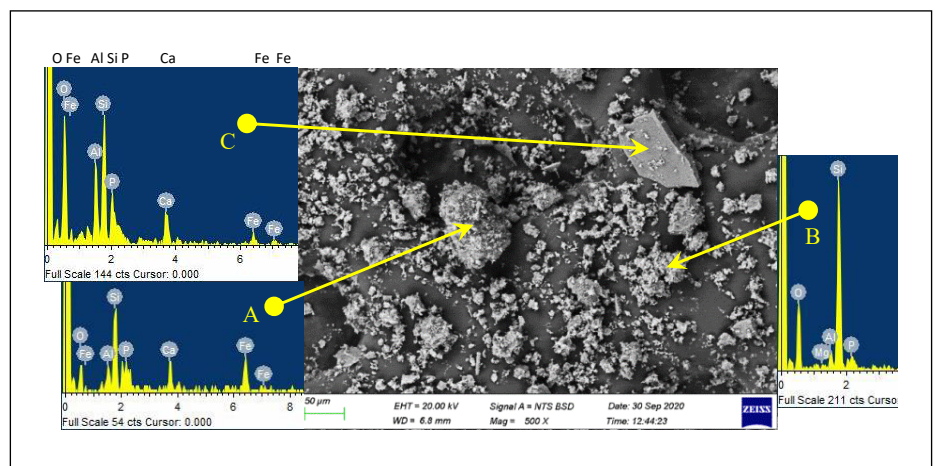 O Fe Al Si P Ca Fe Fe
O
Fe
Al
Si
P
Ca
Fe
Fe
0 2 4 6
Full Scale 144 cts Cursor: 0.000
C
Si
O
Fe
Al
P
Ca
Fe
Fe
0 2 4 6 8
Full Scale 54 cts Cursor: 0.000
A
Si
O
Mg
Al
P
2
Full Scale 211 cts Curso
B
50 µm
EHT = 20.00 kV Signal A = NTS BSD Date: 30 Sep 2020
WD = 6.8 mm Mag = 500 X Time: 12:44:23
ZEISS